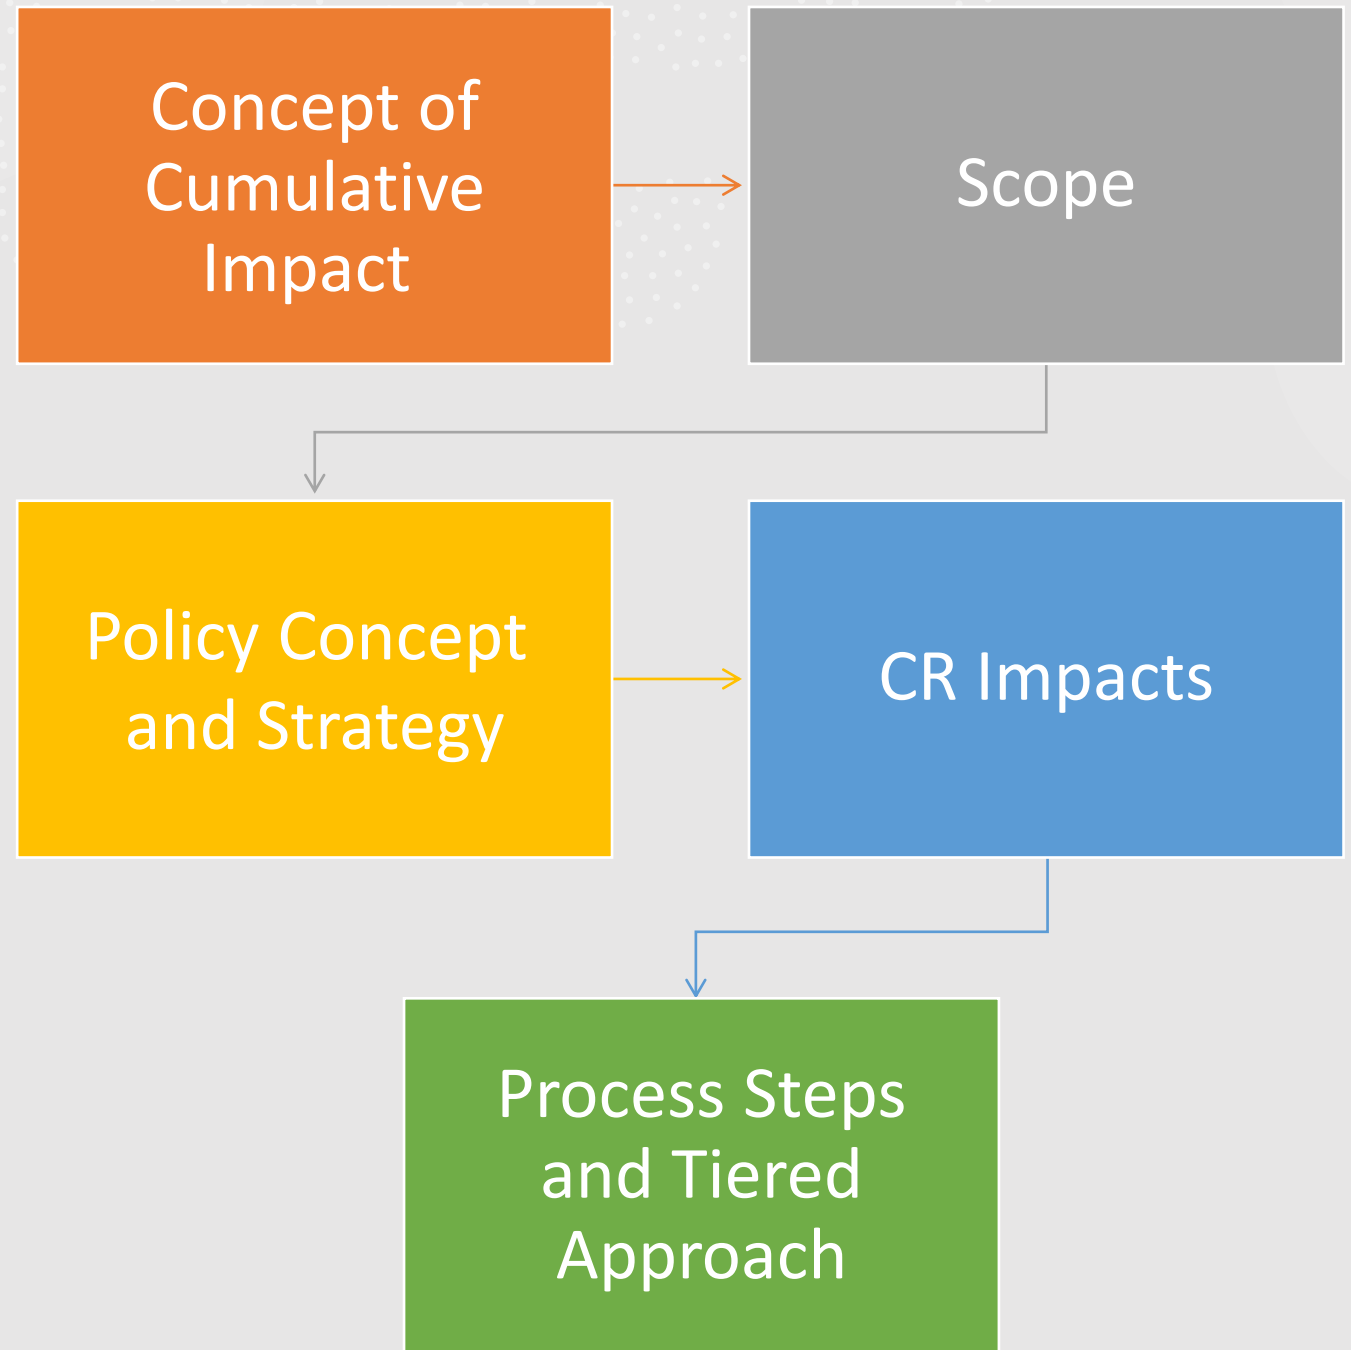 Concept of
Cumulative
Impact
Scope
Policy Concept
and Strategy
CR Impacts
Process Steps
and Tiered
Approach